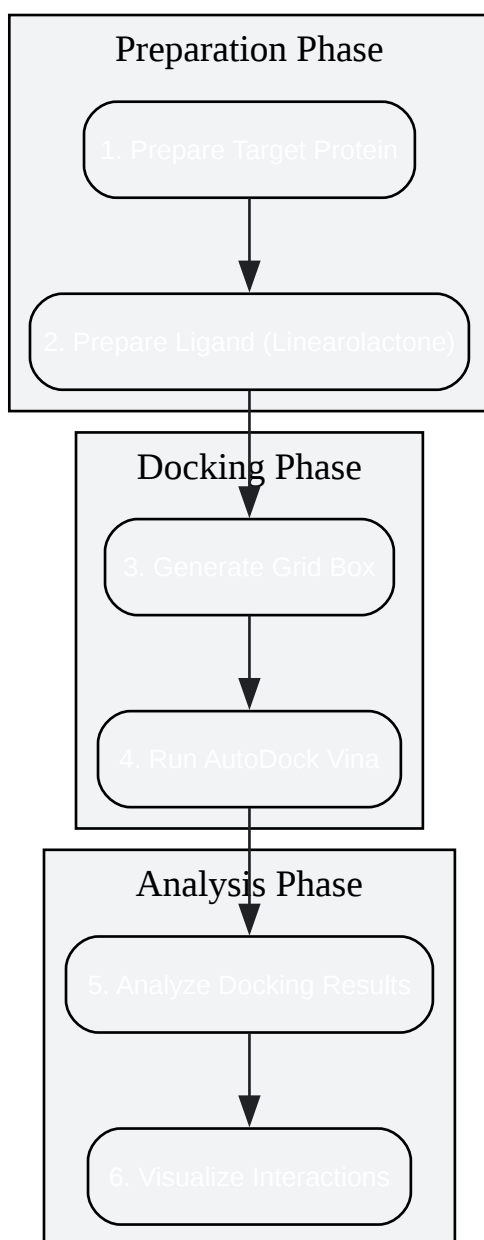 Preparation Phase
1. Prepare Target Protein
2. Prepare Ligand (Linearolactone)
Docking Phase
3. Generate Grid Box
4. Run AutoDock Vina
Analysis Phase
5. Analyze Docking Results
6. Visualize Interactions